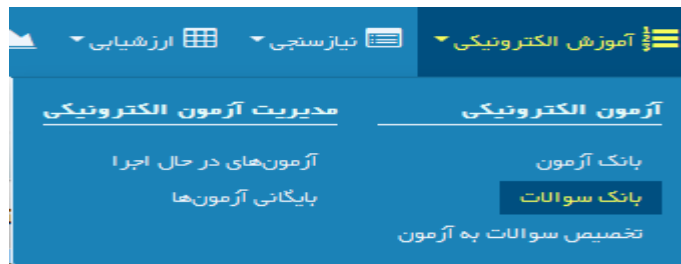 آموزش الکترونیکی نیازسنجی ارزشیابی
آزمون الکترونیکی
بانک آزمون
بانک سوالات
تخصیص سوالات به آزمون
مدیریت آزمون الکترونیکی
آزمون‌های در حال اجرا
بایگانی آزمون‌ها